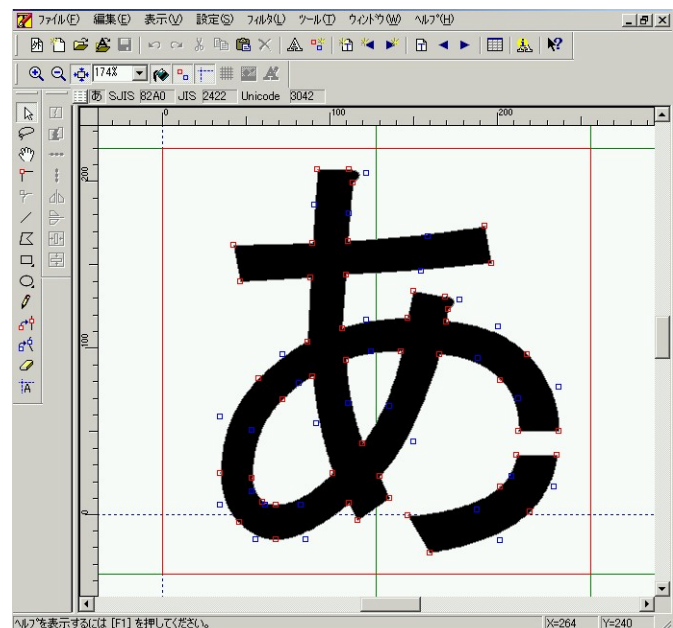 ファイル(F) 編集(E) 表示(V) 設定(S) フィルタ(L) ツール(T) ウィンドウ(W) ヘルプ(H)
174%
あ SJIS 82A0 JIS 2422 Unicode 3042
0 100 200
200
100
0
あ
ヘルプを表示するには [F1] を押してください。 X=264 Y=240